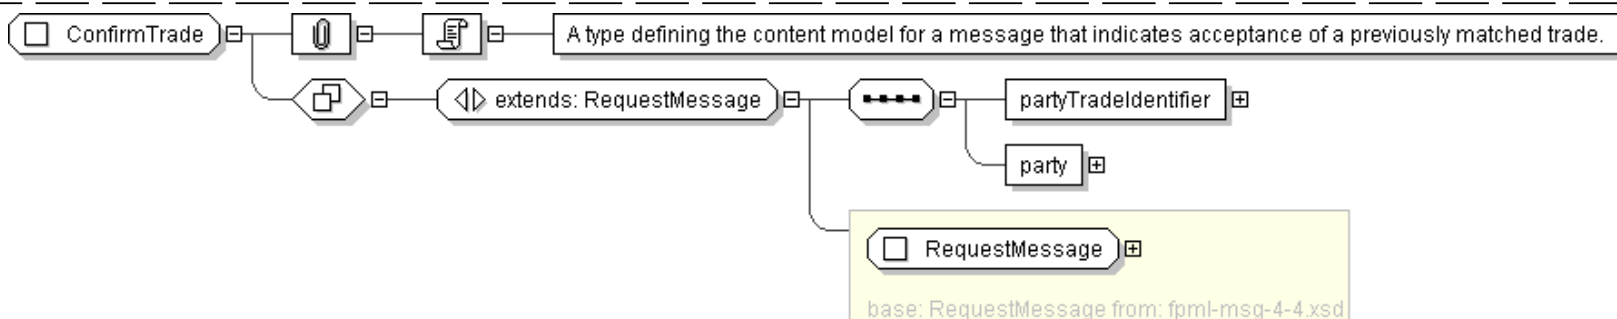 ConfirmTrade
A type defining the content model for a message that indicates acceptance of a previously matched trade.
extends: RequestMessage
partyTradeIdentifier
party
RequestMessage
base: RequestMessage from: fpml-msg-4-4.xsd